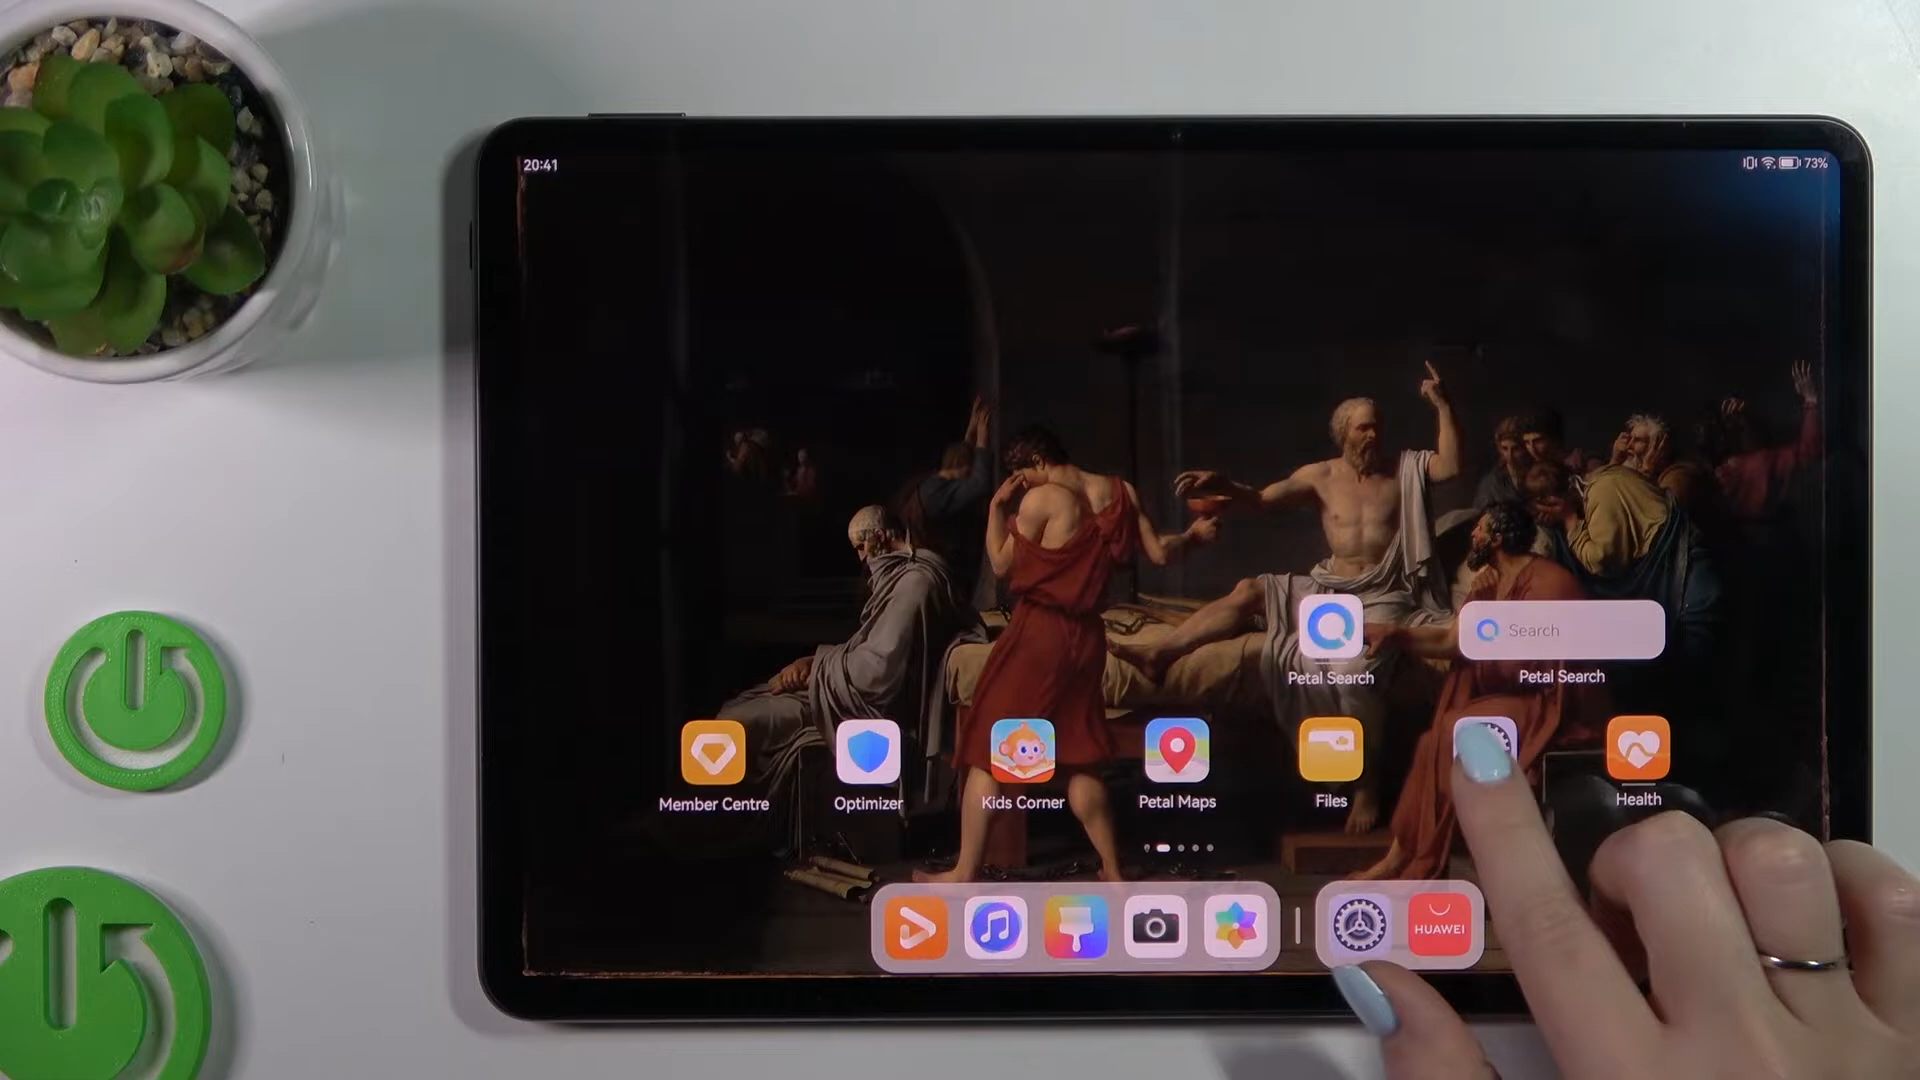 20:41
73%
Search
Petal Search
Petal Search
Member Centre
Optimizer
Kids Corner
Petal Maps
Files
Health
HUAWEI